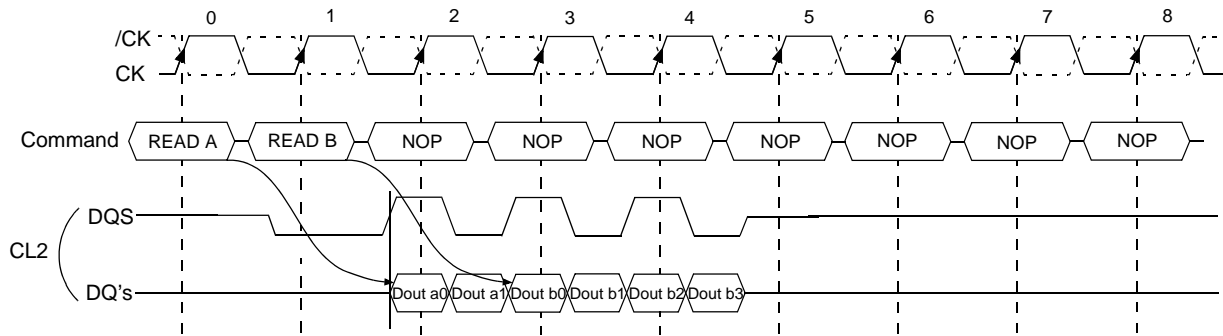 0 1 2 3 4 5 6 7 8
/CK
CK
Command READ A READ B NOP NOP NOP NOP NOP NOP NOP
DQS
CL2
DQ's Dout a0 Dout a1 Dout b0 Dout b1 Dout b2 Dout b3